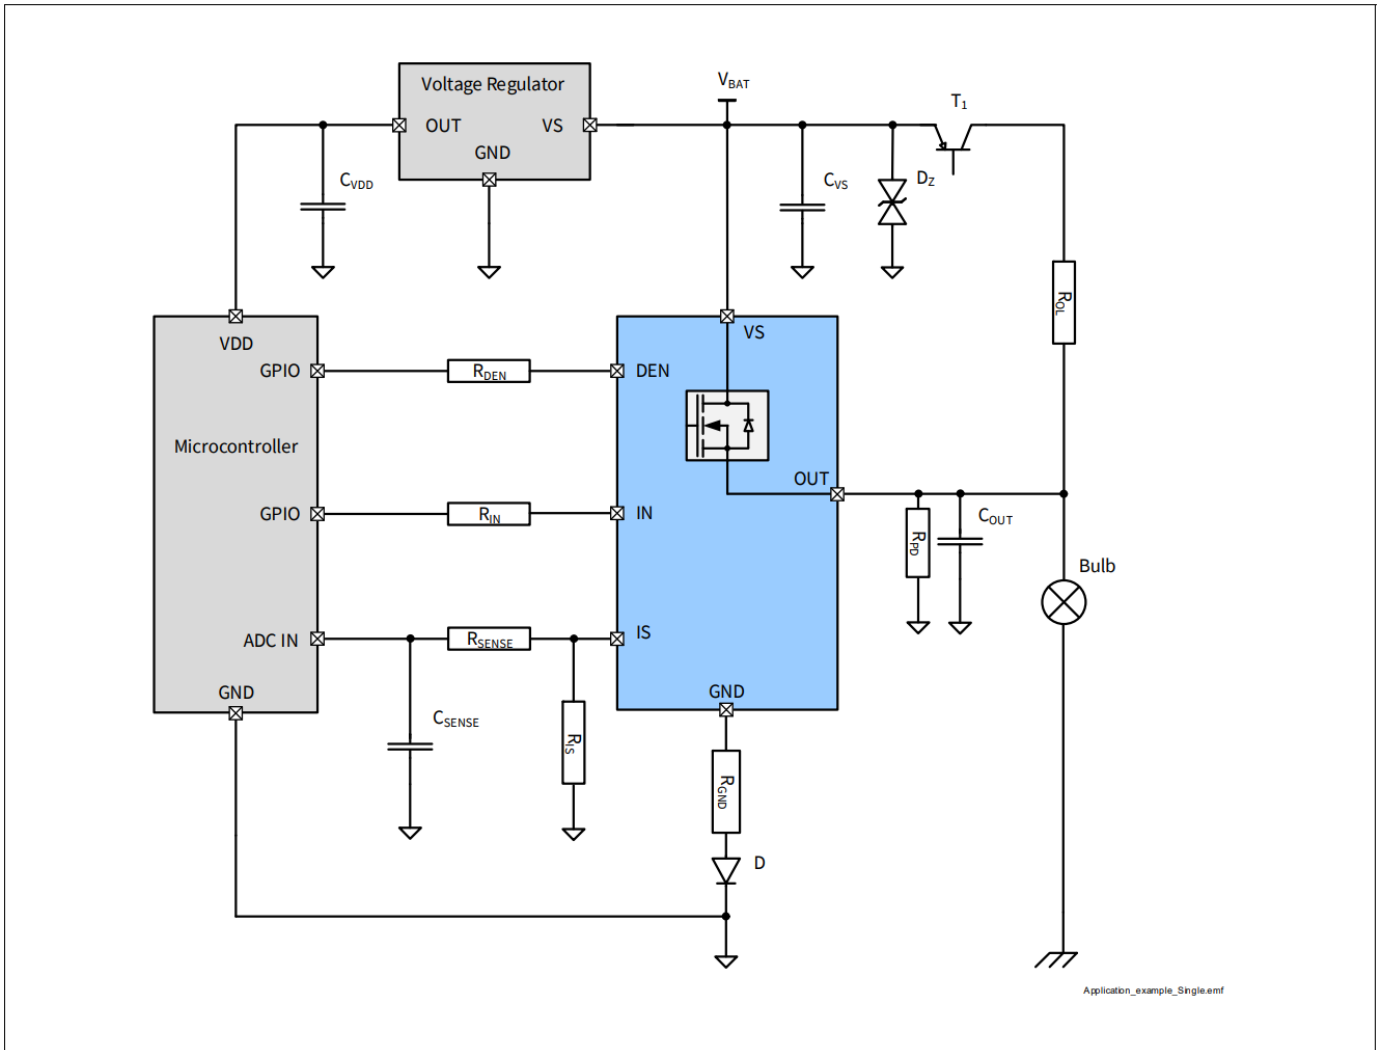 Voltage Regulator
OUT VS
GND
VBAT
T1
CVDD
CVS
DZ
ROL
VDD
GPIO
RDEN
DEN
VS
Microcontroller
OUT
GPIO
RIN
IN
RPD
COUT
Bulb
ADC IN
RSENSE
IS
GND
GND
CSENSE
RIS
RGND
D
Application_example_Single.emf